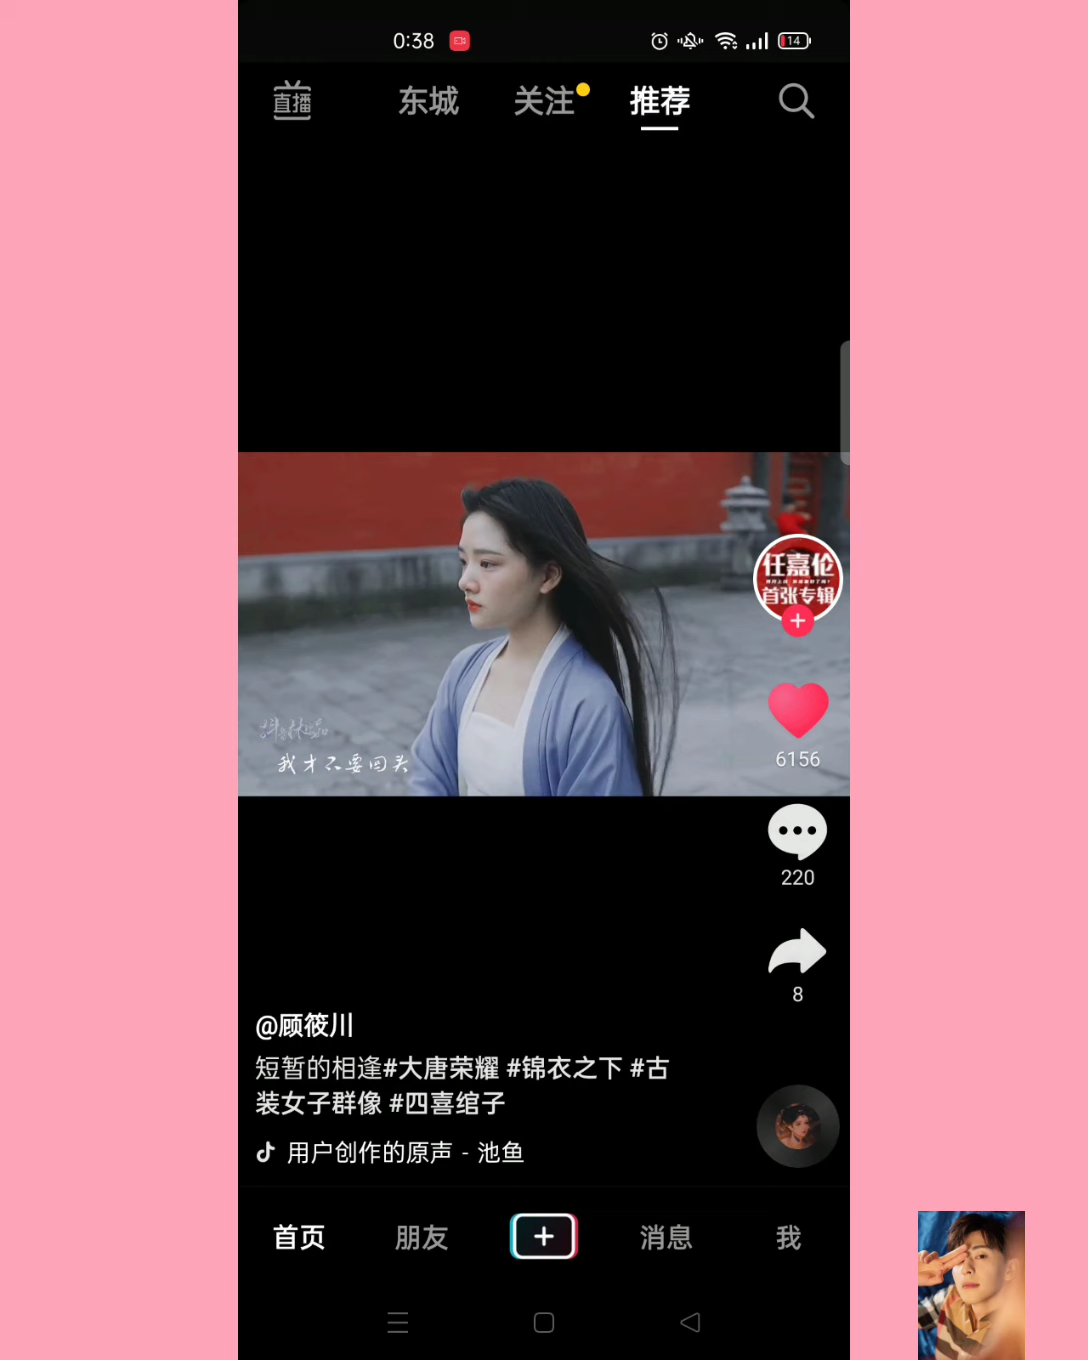 0:38
14
直播
东城
关注
推荐
任嘉伦
首张专辑
6156
我才不要回头
220
8
@顾筱川
短暂的相逢#大唐荣耀 #锦衣之下 #古
装女子群像 #四喜绾子
用户创作的原声 - 池鱼
首页
朋友
消息
我